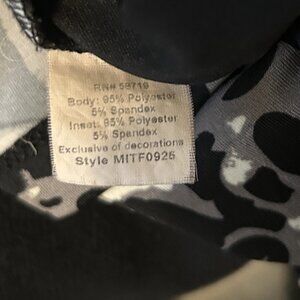 RN# 58719
Body: 95% Polyester
5% Spandex
Inset: 95% Polyester
5% Spandex
Exclusive of decorations
Style MITF0925